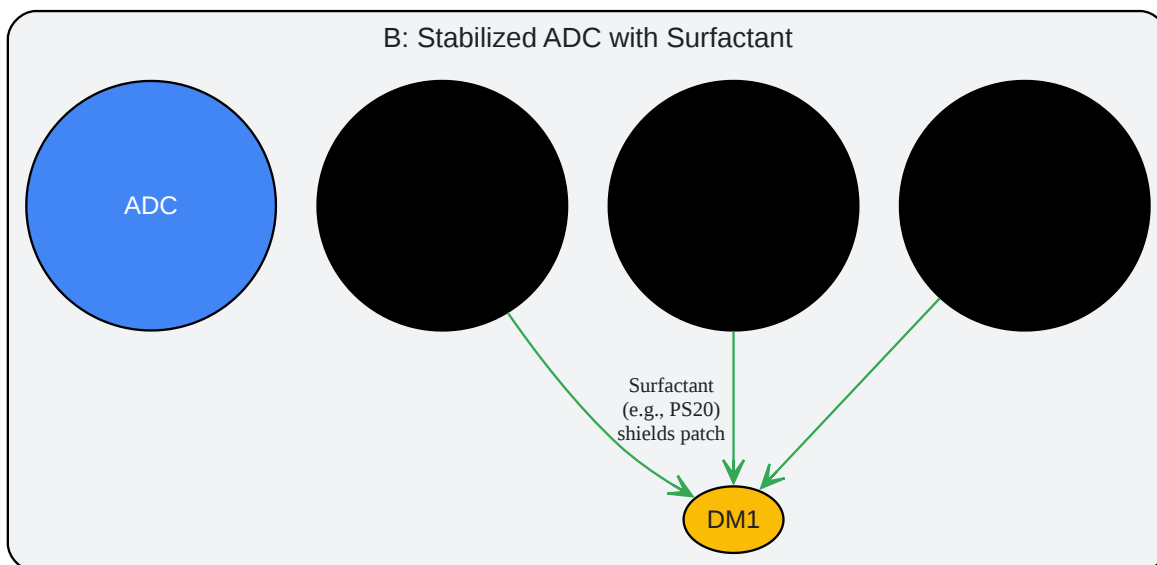 B: Stabilized ADC with Surfactant
ADC
Surfactant
(e.g., PS20)
shields patch
DM1